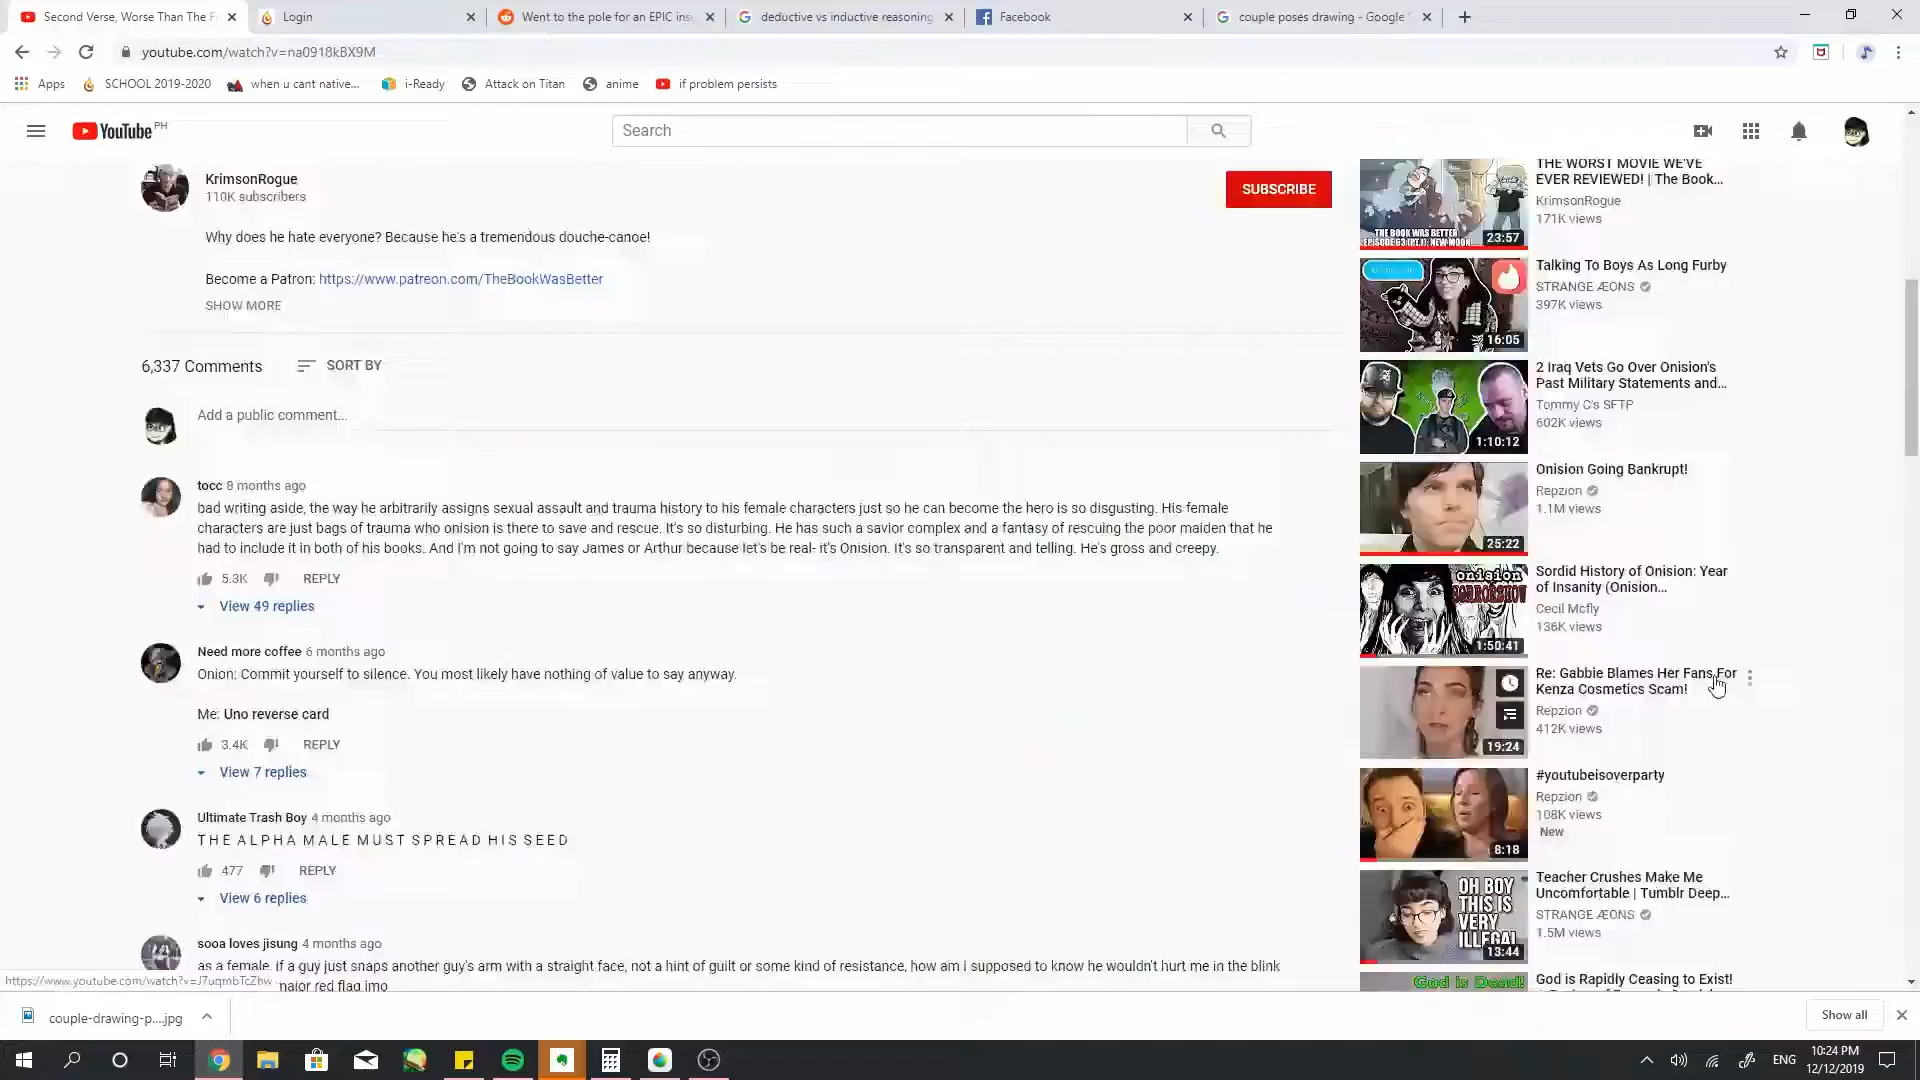 Second Verse, Worse Than The F
Login
Went to the pole for an EPIC ins
deductive vs inductive reasoning
Facebook
couple poses drawing - Google S
youtube.com/watch?v=na0918kBX9M
Apps
SCHOOL 2019-2020
when u cant native...
i-Ready
Attack on Titan
anime
if problem persists
YouTube PH
Search
KrimsonRogue
110K subscribers
SUBSCRIBE
Why does he hate everyone? Because he's a tremendous douche-canoe!
Become a Patron: https://www.patreon.com/TheBookWasBetter
SHOW MORE
6,337 Comments
SORT BY
Add a public comment...
tocc 8 months ago
bad writing aside, the way he arbitrarily assigns sexual assault and trauma history to his female characters just so he can become the hero is so disgusting. His female
characters are just bags of trauma who onision is there to save and rescue. It's so disturbing. He has such a savior complex and a fantasy of rescuing the poor maiden that he
had to include it in both of his books. And I'm not going to say James or Arthur because let's be real- it's Onision. It's so transparent and telling. He's gross and creepy.
5.3K REPLY
View 49 replies
Need more coffee 6 months ago
Onion: Commit yourself to silence. You most likely have nothing of value to say anyway.
Me: Uno reverse card
3.4K REPLY
View 7 replies
Ultimate Trash Boy 4 months ago
T H E A L P H A M A L E M U S T S P R E A D H I S S E E D
477 REPLY
View 6 replies
sooa loves jisung 4 months ago
as a female, if a guy just snaps another guy's arm with a straight face, not a hint of guilt or some kind of resistance, how am i supposed to know he wouldn't hurt me in the blink
major red flag imo
https://www.youtube.com/watch?v=J7uqmbTcZhw
THE WORST MOVIE WE'VE
EVER REVIEWED! | The Book...
KrimsonRogue
171K views
THE BOOK WAS BETTER
EPISODE 63 (PT.1): NEW MOON
23:57
Talking To Boys As Long Furby
STRANGE ÆONS
397K views
16:05
2 Iraq Vets Go Over Onision's
Past Military Statements and...
Tommy C's SFTP
602K views
1:10:12
Onision Going Bankrupt!
Repzion
1.1M views
25:22
Sordid History of Onision: Year
of Insanity (Onision...
Cecil Mcfly
136K views
onision
HORRORSHOW
1:50:41
Re: Gabbie Blames Her Fans For
Kenza Cosmetics Scam!
Repzion
412K views
19:24
#youtubeisoverparty
Repzion
108K views
New
8:18
Teacher Crushes Make Me
Uncomfortable | Tumblr Deep...
STRANGE ÆONS
1.5M views
OH BOY
THIS IS
VERY
ILLEGAL
13:44
God is Rapidly Ceasing to Exist!
God is Dead!
couple-drawing-p....jpg
Show all
ENG
10:24 PM
12/12/2019